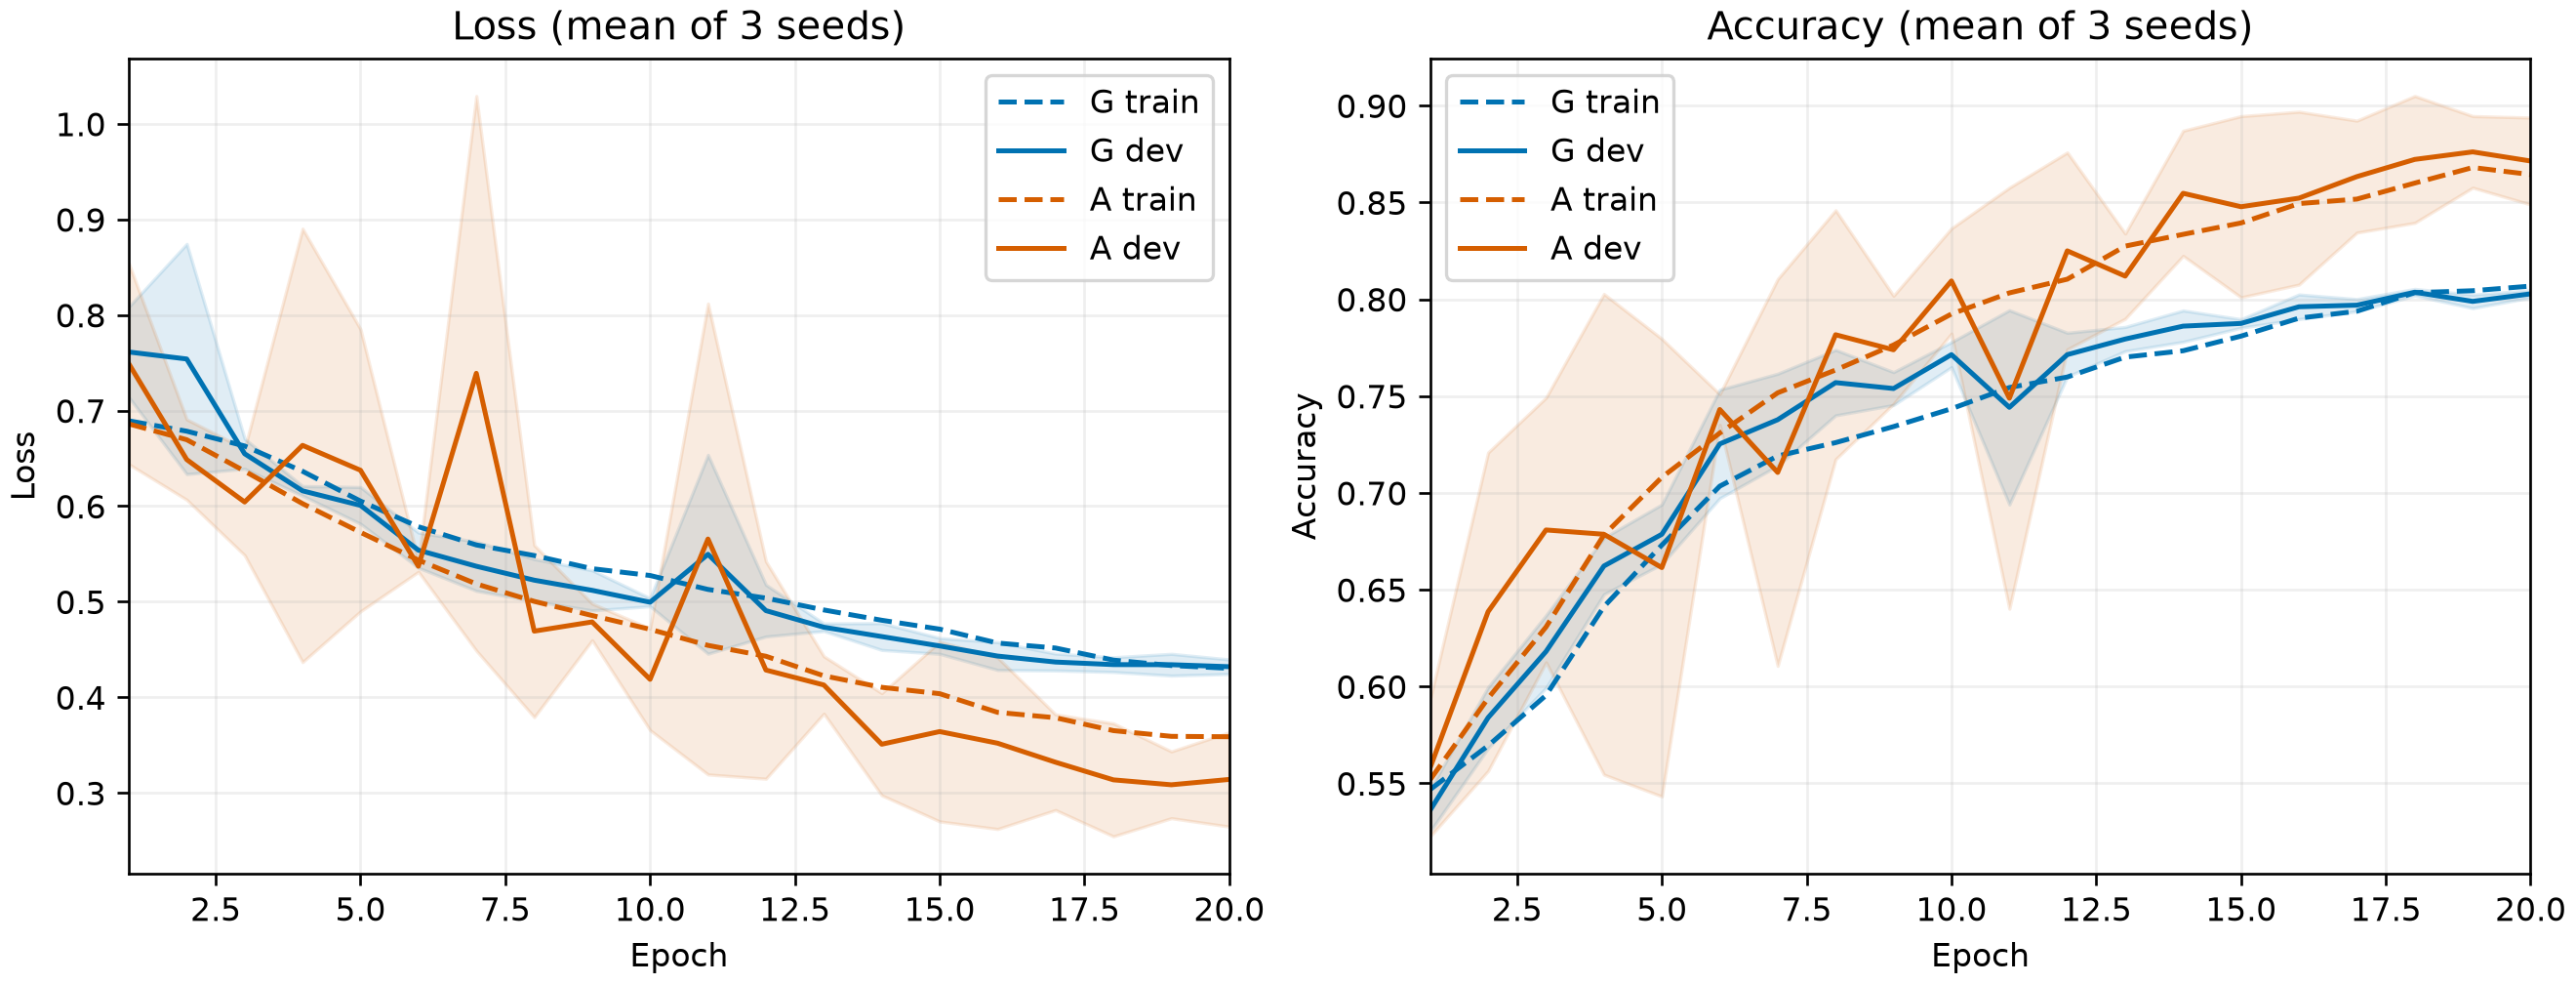 Loss (mean of 3 seeds)
G train
G dev
A train
A dev
1.0
0.9
0.8
0.7
0.6
0.5
0.4
0.3
Loss
2.5 5.0 7.5 10.0 12.5 15.0 17.5 20.0
Epoch
Accuracy (mean of 3 seeds)
G train
G dev
A train
A dev
0.90
0.85
0.80
0.75
0.70
0.65
0.60
0.55
Accuracy
2.5 5.0 7.5 10.0 12.5 15.0 17.5 20.0
Epoch